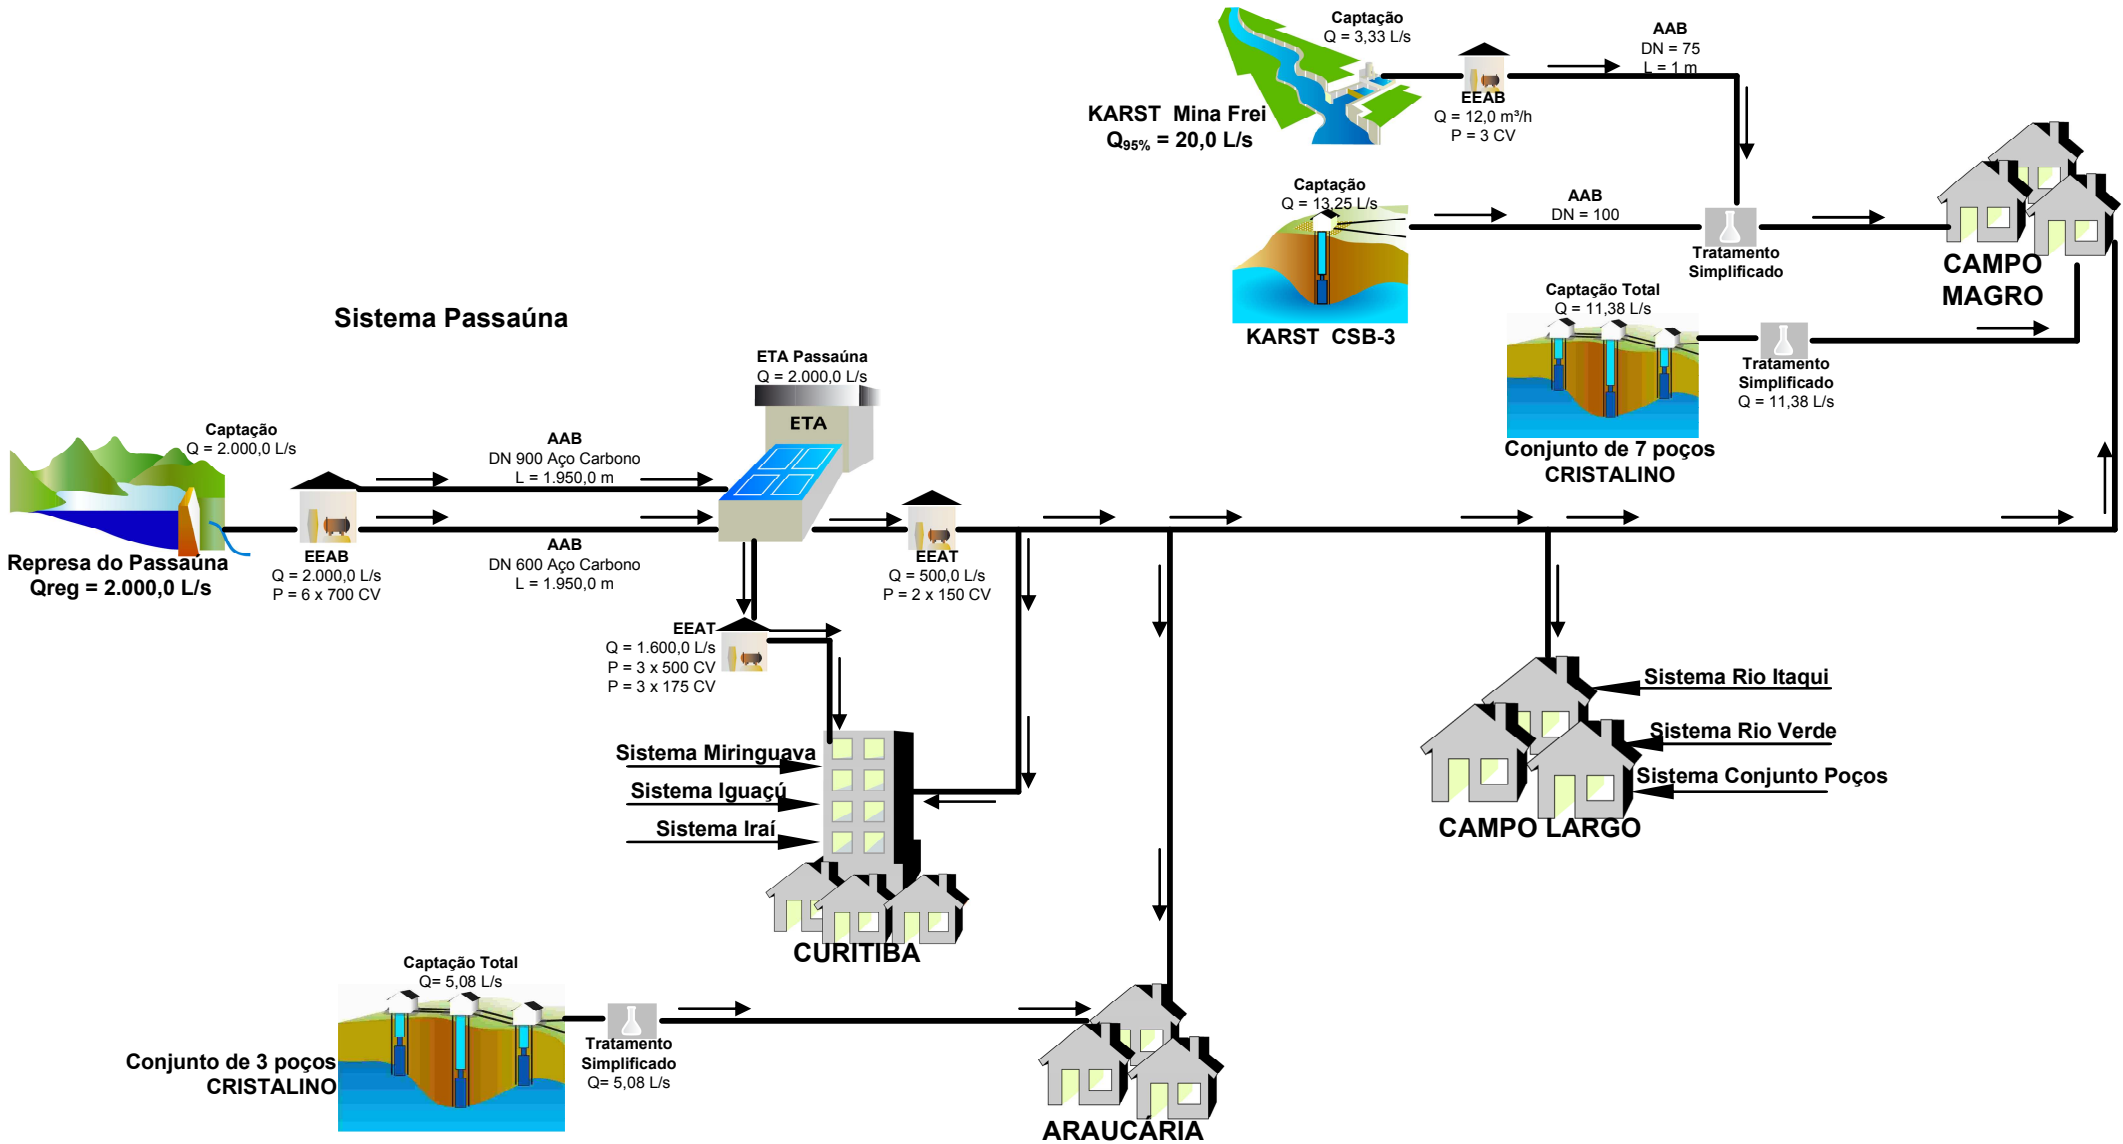 Captação
Q = 3,33 L/s
AAB
DN = 75
L = 1 m
KARST Mina Frei
Q95% = 20,0 L/s
EEAB
Q = 12,0 m³/h
P = 3 CV
Captação
Q = 13,25 L/s
AAB
DN = 100
Tratamento
Simplificado
KARST CSB-3
CAMPO
MAGRO
Captação Total
Q = 11,38 L/s
Tratamento
Simplificado
Q = 11,38 L/s
Conjunto de 7 poços
CRISTALINO
Sistema Passaúna
ETA Passaúna
Q = 2.000,0 L/s
ETA
Captação
Q = 2.000,0 L/s
AAB
DN 900 Aço Carbono
L = 1.950,0 m
Represa do Passaúna
Qreg = 2.000,0 L/s
EEAB
Q = 2.000,0 L/s
P = 6 x 700 CV
AAB
DN 600 Aço Carbono
L = 1.950,0 m
EEAT
Q = 500,0 L/s
P = 2 x 150 CV
EEAT
Q = 1.600,0 L/s
P = 3 x 500 CV
P = 3 x 175 CV
Sistema Miringuava
Sistema Iguaçú
Sistema Iraí
CURITIBA
Sistema Rio Itaqui
Sistema Rio Verde
Sistema Conjunto Poços
CAMPO LARGO
Captação Total
Q= 5,08 L/s
Conjunto de 3 poços
CRISTALINO
Tratamento
Simplificado
Q= 5,08 L/s
ARAUCÁRIA